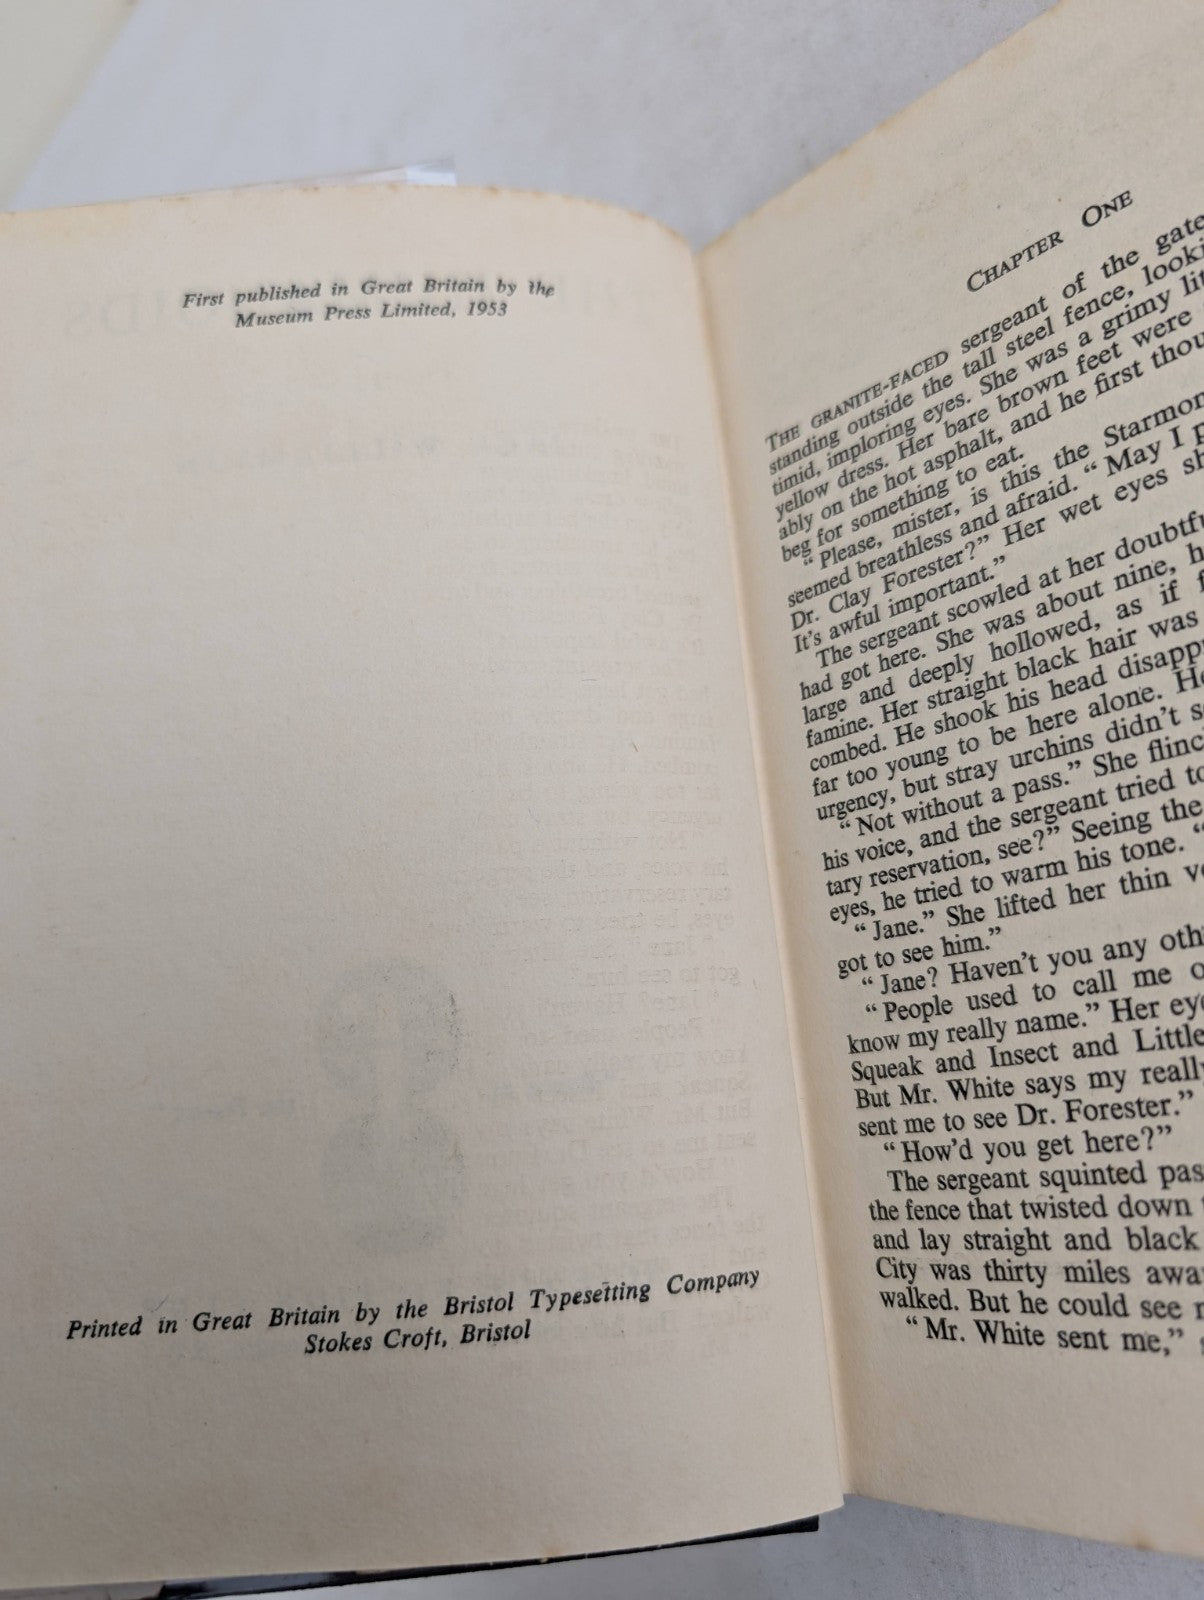 First published in Great Britain by the
Museum Press Limited, 1953
Printed in Great Britain by the Bristol Typesetting Company
Stokes Croft, Bristol
CHAPTER ONE
THE GRANITE-FACED sergeant of the gate
standing outside the tall steel fence, looki
timid, imploring eyes. She was a grimy lit
yellow dress. Her bare brown feet were
ably on the hot asphalt, and he first thou
beg for something to eat.
“Please, mister, is this the Starmon
seemed breathless and afraid. “May I p
Dr. Clay Forester?” Her wet eyes sh
It's awful important.”
The sergeant scowled at her doubtfu
had got here. She was about nine, h
large and deeply hollowed, as if f
famine. Her straight black hair was
combed. He shook his head disappr
far too young to be here alone. He
urgency, but stray urchins didn't s
“Not without a pass.” She flinc
his voice, and the sergeant tried to
tary reservation, see?” Seeing the
eyes, he tried to warm his tone. “
“Jane.” She lifted her thin v
got to see him.”
“Jane? Haven't you any oth
“People used to call me o
know my really name.” Her eye
Squeak and Insect and Little
But Mr. White says my reall
sent me to see Dr. Forester.”
“How'd you get here?”
The sergeant squinted pas
the fence that twisted down
and lay straight and black
City was thirty miles awa
walked. But he could see
“Mr. White sent me,”